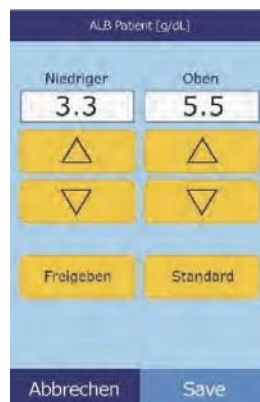 ALB Patient [g/dL]
Niedriger Oben
3.3 5.5
Freigeben Standard
Abbrechen Save